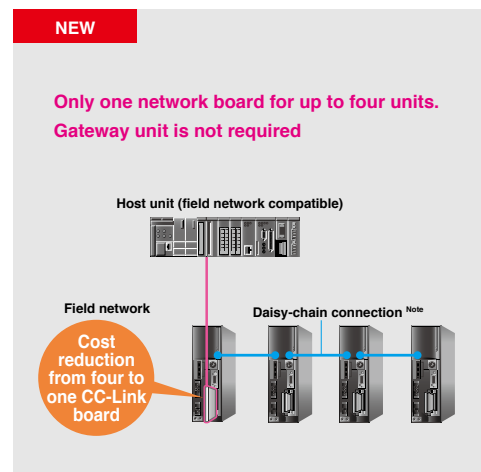 NEW
Only one network board for up to four units.
Gateway unit is not required
Host unit (field network compatible)
Field network
Daisy-chain connection Note
Cost
reduction
from four to
one CC-Link
board